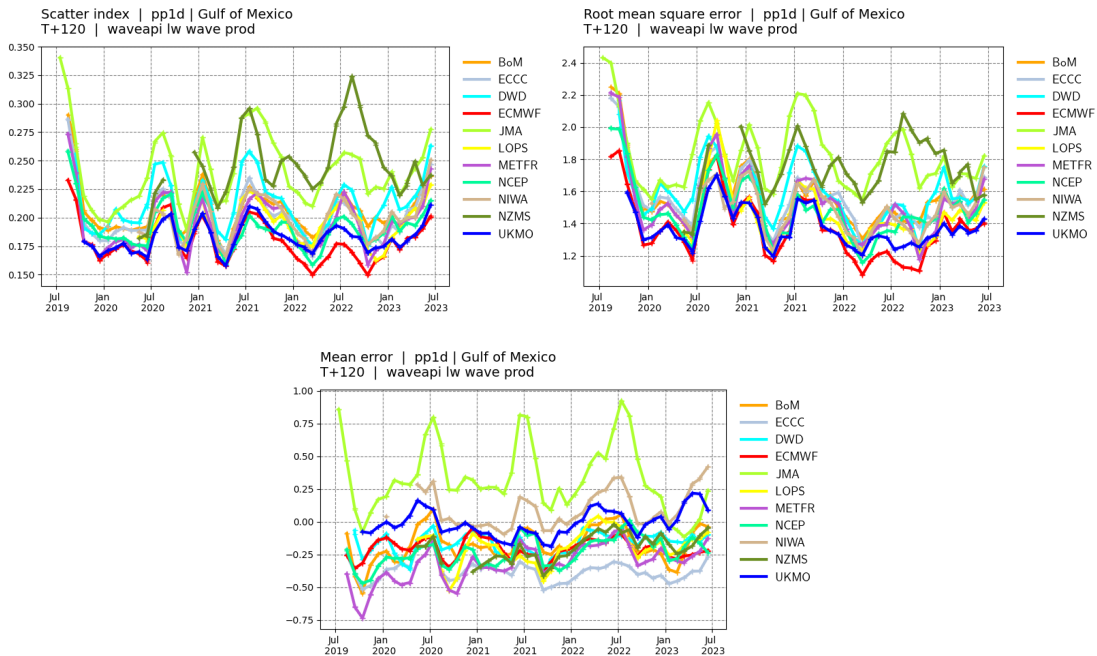 Scatter index | pp1d | Gulf of Mexico
T+120 | waveapi lw wave prod
0.350
0.325
0.300
0.275
0.250
0.225
0.200
0.175
0.150
Jul 2019
Jan 2020
Jul 2020
Jan 2021
Jul 2021
Jan 2022
Jul 2022
Jan 2023
Jul 2023
BoM
ECCC
DWD
ECMWF
JMA
LOPS
METFR
NCEP
NIWA
NZMS
UKMO
Root mean square error | pp1d | Gulf of Mexico
T+120 | waveapi lw wave prod
2.4
2.2
2.0
1.8
1.6
1.4
1.2
Jul 2019
Jan 2020
Jul 2020
Jan 2021
Jul 2021
Jan 2022
Jul 2022
Jan 2023
Jul 2023
BoM
ECCC
DWD
ECMWF
JMA
LOPS
METFR
NCEP
NIWA
NZMS
UKMO
Mean error | pp1d | Gulf of Mexico
T+120 | waveapi lw wave prod
1.00
0.75
0.50
0.25
0.00
−0.25
−0.50
−0.75
Jul 2019
Jan 2020
Jul 2020
Jan 2021
Jul 2021
Jan 2022
Jul 2022
Jan 2023
Jul 2023
BoM
ECCC
DWD
ECMWF
JMA
LOPS
METFR
NCEP
NIWA
NZMS
UKMO